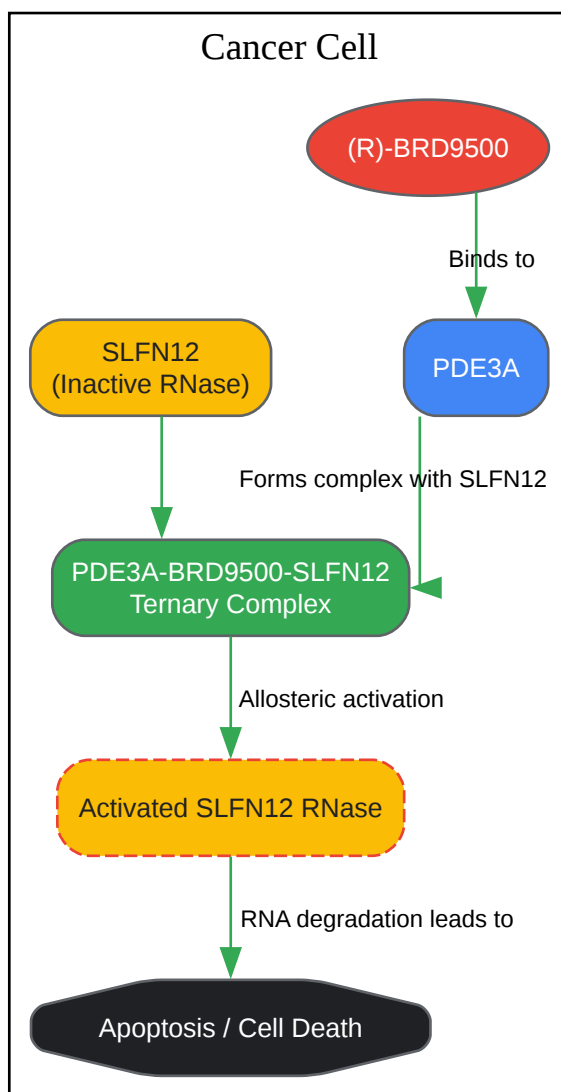 Cancer Cell
(R)-BRD9500
Binds to
SLFN12
(Inactive RNase)
PDE3A
Forms complex with SLFN12
PDE3A-BRD9500-SLFN12
Ternary Complex
Allosteric activation
Activated SLFN12 RNase
RNA degradation leads to
Apoptosis / Cell Death